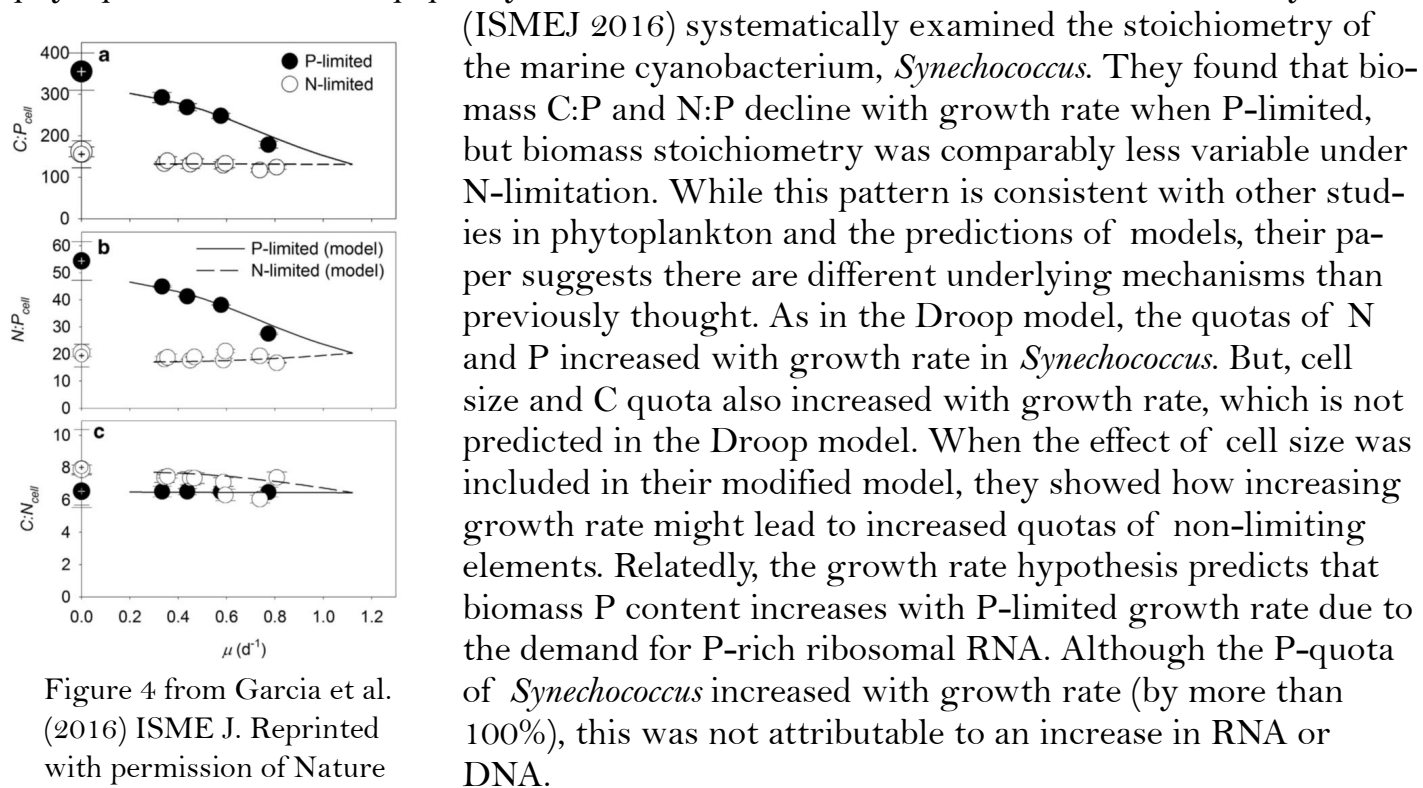 (ISMEJ 2016) systematically examined the stoichiometry of
the marine cyanobacterium, Synechococcus. They found that bio-
mass C:P and N:P decline with growth rate when P-limited,
but biomass stoichiometry was comparably less variable under
N-limitation. While this pattern is consistent with other stud-
ies in phytoplankton and the predictions of models, their pa-
per suggests there are different underlying mechanisms than
previously thought. As in the Droop model, the quotas of N
and P increased with growth rate in Synechococcus. But, cell
size and C quota also increased with growth rate, which is not
predicted in the Droop model. When the effect of cell size was
included in their modified model, they showed how increasing
growth rate might lead to increased quotas of non-limiting
elements. Relatedly, the growth rate hypothesis predicts that
biomass P content increases with P-limited growth rate due to
the demand for P-rich ribosomal RNA. Although the P-quota
of Synechococcus increased with growth rate (by more than
100%), this was not attributable to an increase in RNA or
DNA.
a
P-limited
N-limited
C:Pcell
400
300
200
100
0
b
P-limited (model)
N-limited (model)
N:Pcell
60
50
40
30
20
10
0
c
C:Ncell
10
8
6
4
2
0
0.0 0.2 0.4 0.6 0.8 1.0 1.2
μ (d-1)
Figure 4 from Garcia et al.
(2016) ISME J. Reprinted
with permission of Nature